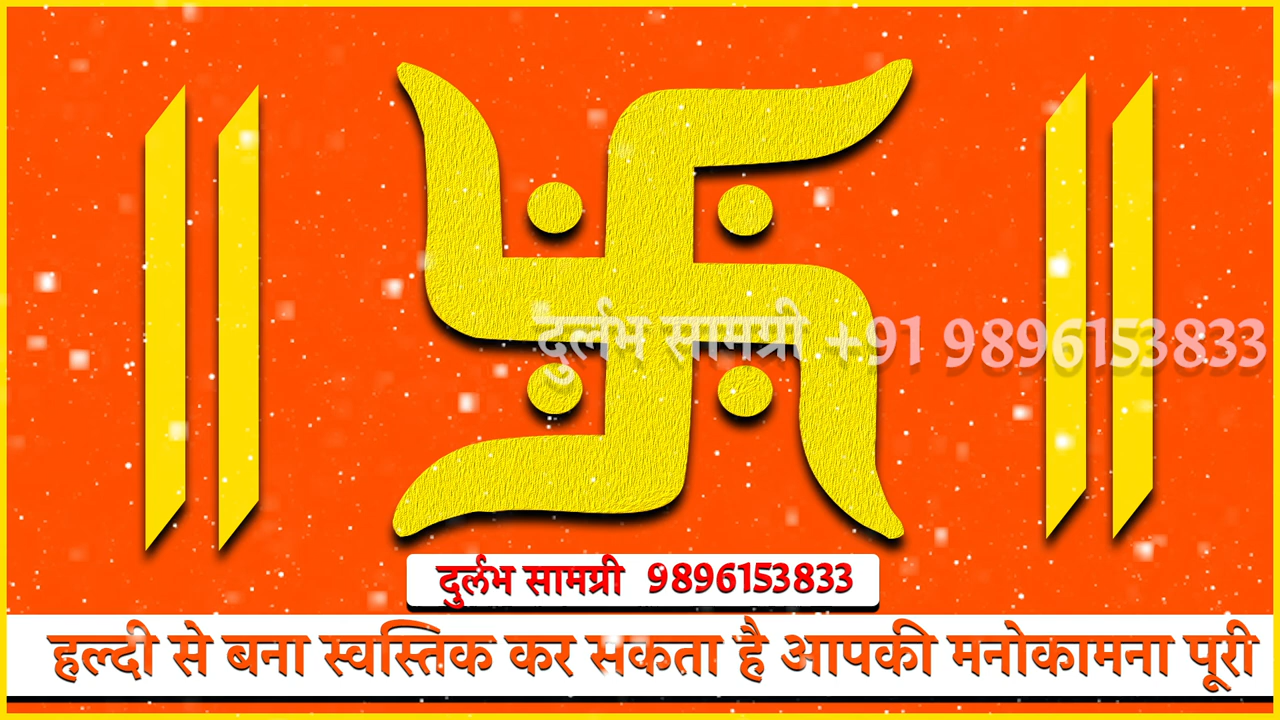 दुर्लभ सामग्री +91 9896153833
दुर्लभ सामग्री 9896153833
हल्दी से बना स्वस्तिक कर सकता है आपकी मनोकामना पूरी